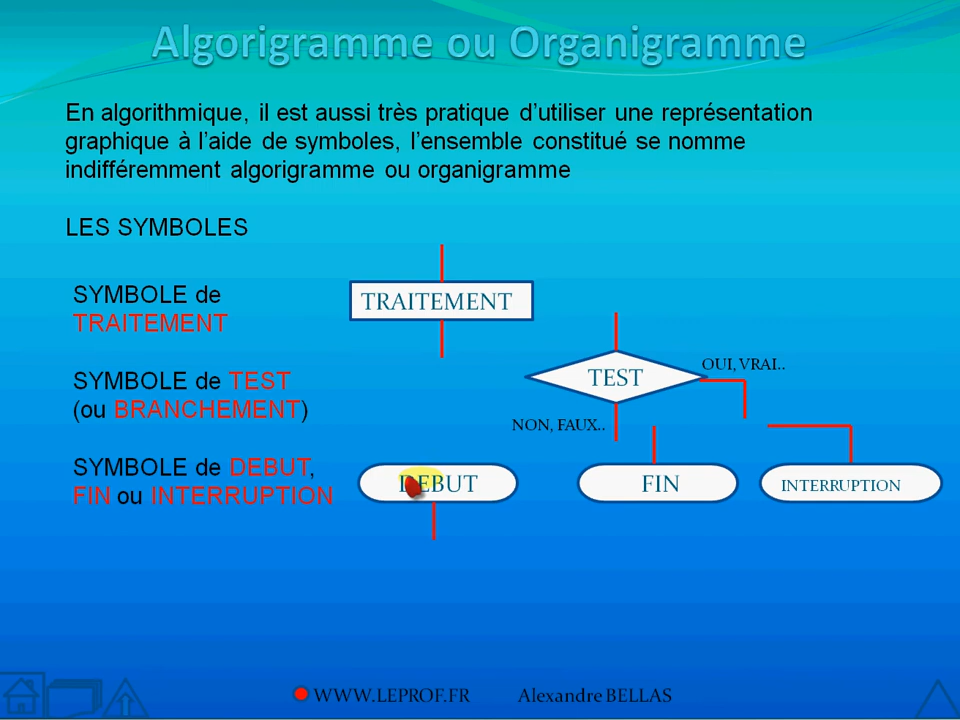 Algorigramme ou Organigramme
En algorithmique, il est aussi très pratique d'utiliser une représentation
graphique à l'aide de symboles, l'ensemble constitué se nomme
indifféremment algorigramme ou organigramme
LES SYMBOLES
SYMBOLE de
TRAITEMENT
TRAITEMENT
SYMBOLE de TEST
(ou BRANCHEMENT)
TEST
OUI, VRAI..
NON, FAUX..
SYMBOLE de DEBUT,
FIN ou INTERRUPTION
DEBUT
FIN
INTERRUPTION
WWW.LEPROF.FR Alexandre BELLAS